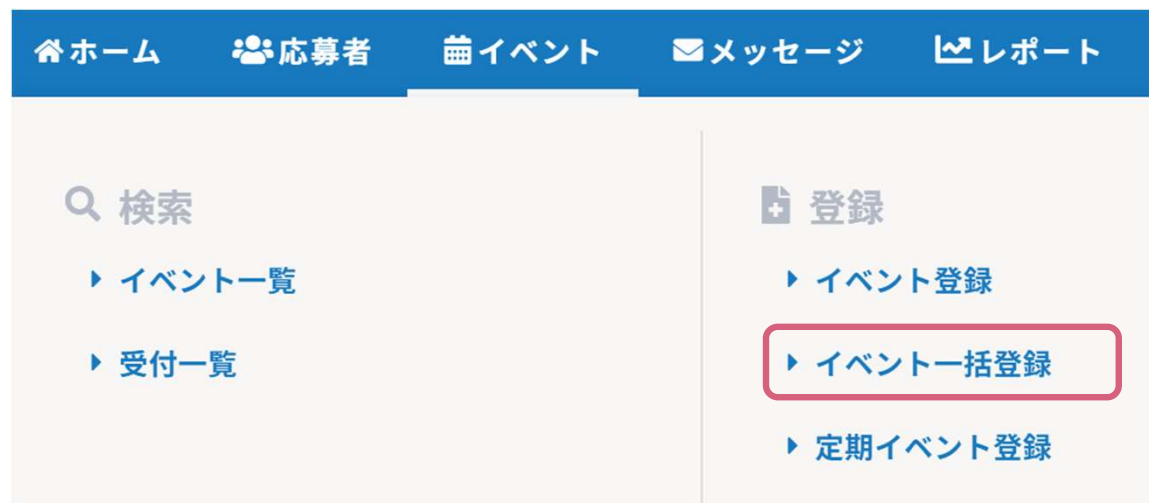 ホーム 応募者 イベント メッセージ レポート
検索
イベント一覧
受付一覧
登録
イベント登録
イベント一括登録
定期イベント登録